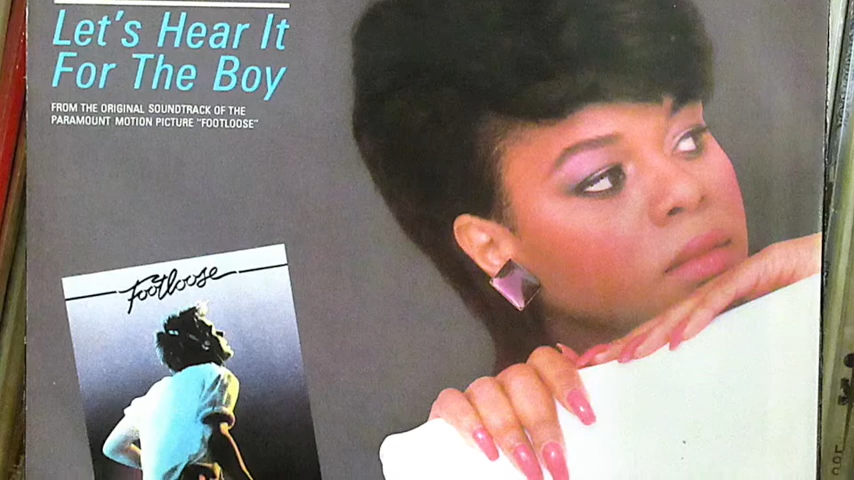 Let's Hear It
For The Boy
FROM THE ORIGINAL SOUNDTRACK OF THE
PARAMOUNT MOTION PICTURE "FOOTLOOSE"
Footloose